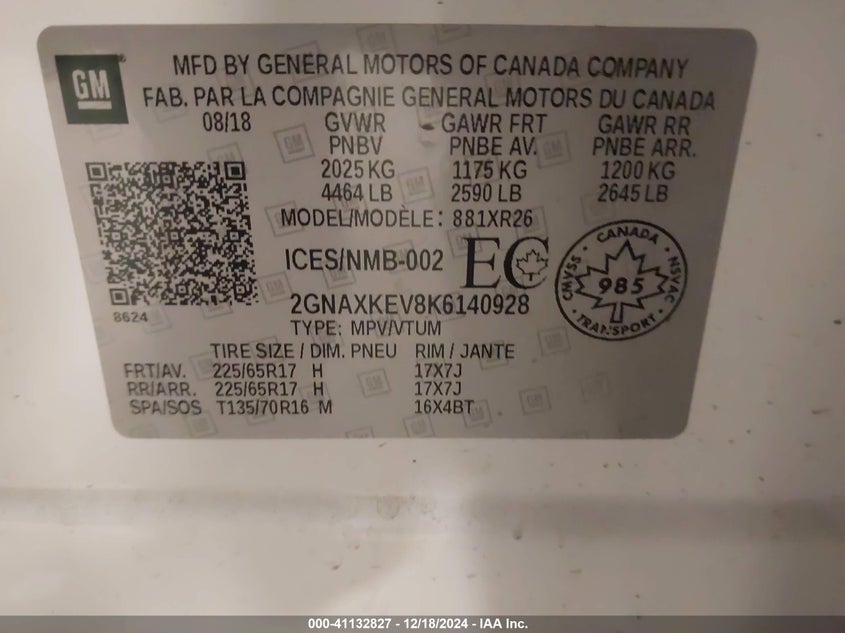 GM
MFD BY GENERAL MOTORS OF CANADA COMPANY
FAB. PAR LA COMPAGNIE GENERAL MOTORS DU CANADA
08/18 GVWR GAWR FRT GAWR RR
PNBV PNBE AV. PNBE ARR.
2025 KG 1175 KG 1200 KG
4464 LB 2590 LB 2645 LB
MODEL/MODÈLE: 881XR26
ICES/NMB-002 EC
CANADA
CMVSS 985 NSVAC
TRANSPORT
8624
2GNAXKEV8K6140928
TYPE: MPV/VTUM
TIRE SIZE / DIM. PNEU RIM / JANTE
FRT/AV. 225/65R17 H 17X7J
RR/ARR. 225/65R17 H 17X7J
SPA/SOS T135/70R16 M 16X4BT
000-41132827 - 12/18/2024 - IAA Inc.